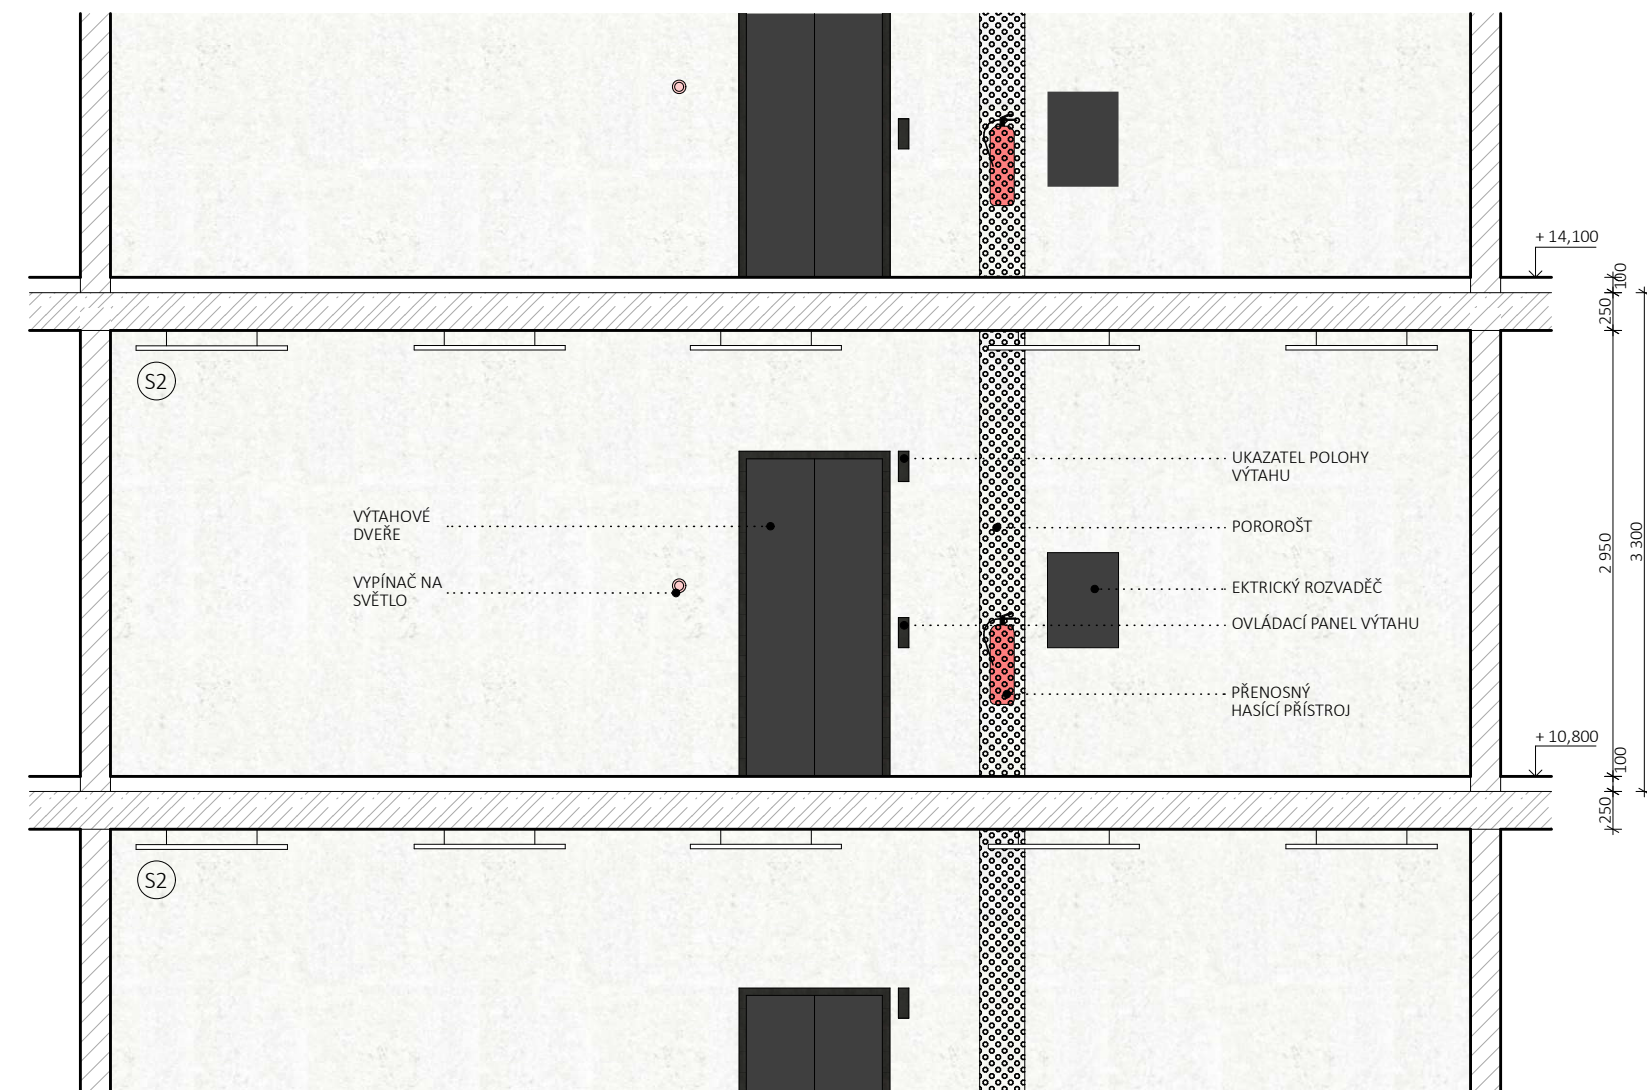 + 14,100
100
250
S2
UKAZATEL POLOHY
VÝTAHU
VÝTAHOVÉ
DVEŘE
POROROŠT
2 950
3 300
VYPÍNAČ NA
SVĚTLO
EKTRICKÝ ROZVADĚČ
OVLÁDACÍ PANEL VÝTAHU
PŘENOSNÝ
HASÍCÍ PŘÍSTROJ
+ 10,800
100
250
S2